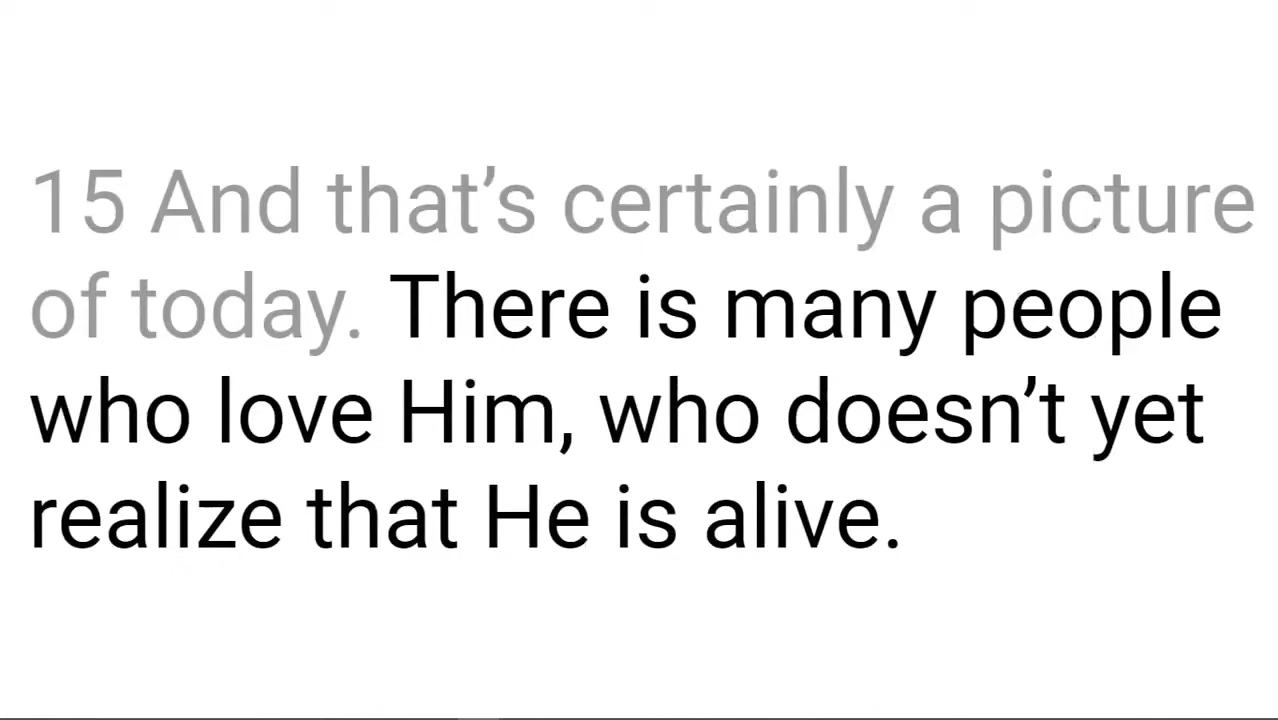 15 And that’s certainly a picture
of today. There is many people
who love Him, who doesn’t yet
realize that He is alive.